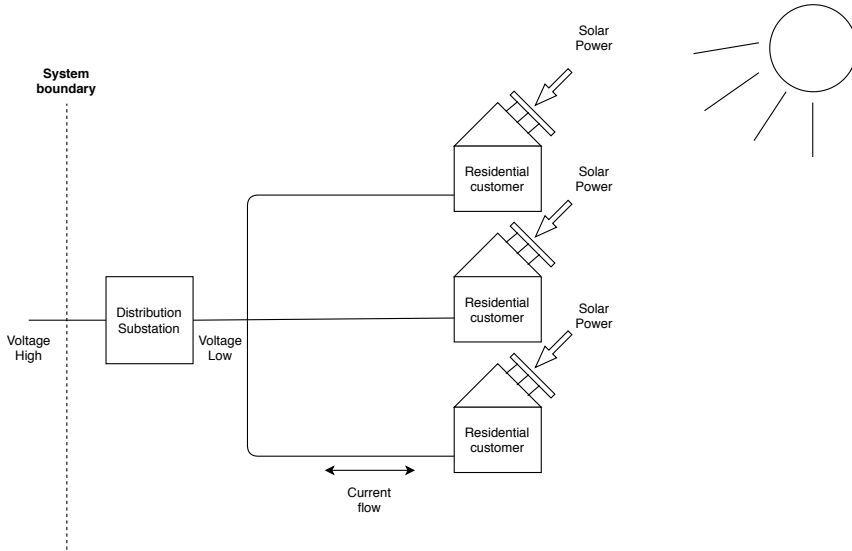 Solar
Power
System
boundary
Residential
customer
Solar
Power
Distribution
Substation
Residential
customer
Voltage
High
Voltage
Low
Solar
Power
Residential
customer
Current
flow